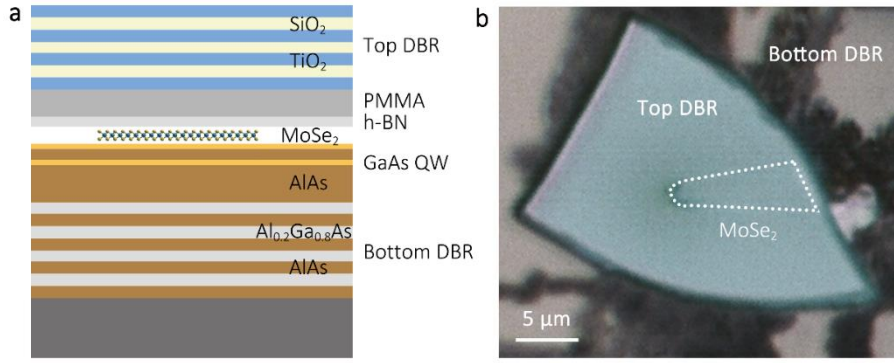 a
SiO₂
Top DBR
TiO₂
PMMA
h-BN
MoSe₂
GaAs QW
AlAs
Al₀.₂Ga₀.₈As
Bottom DBR
AlAs
b
Bottom DBR
Top DBR
MoSe₂
5 μm